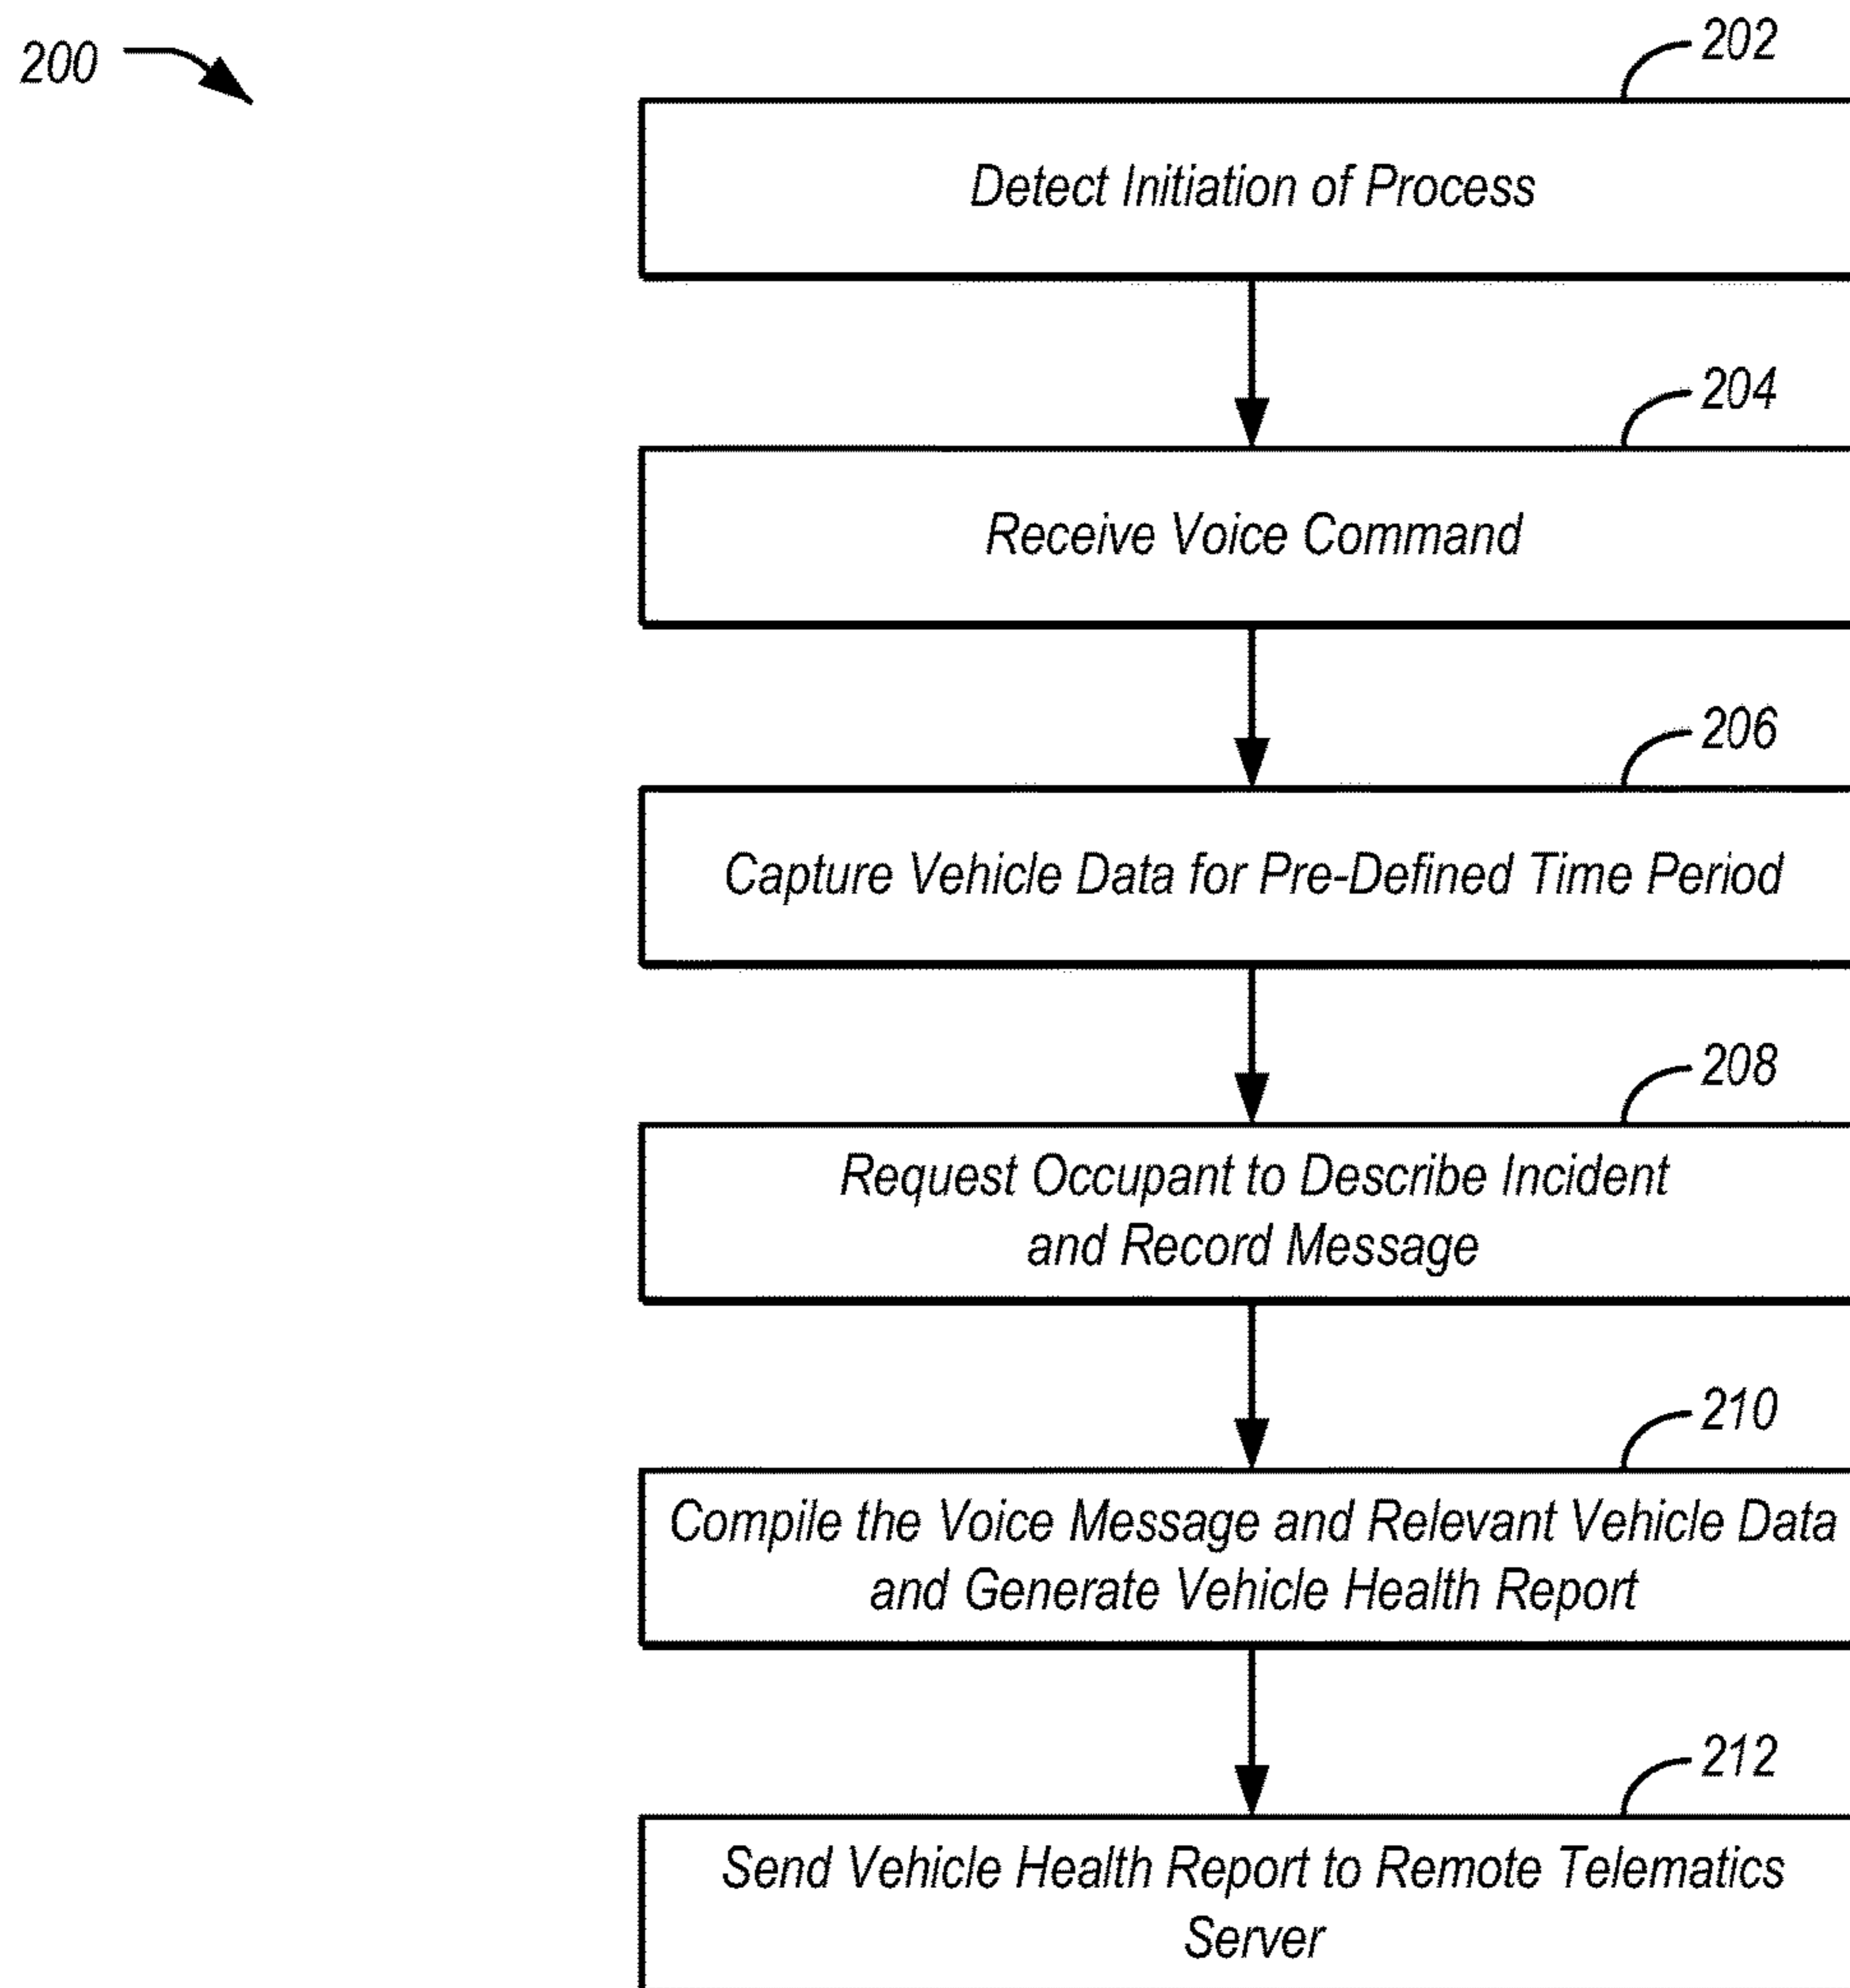 200
202
Detect Initiation of Process
204
Receive Voice Command
206
Capture Vehicle Data for Pre-Defined Time Period
208
Request Occupant to Describe Incident
and Record Message
210
Compile the Voice Message and Relevant Vehicle Data
and Generate Vehicle Health Report
212
Send Vehicle Health Report to Remote Telematics
Server